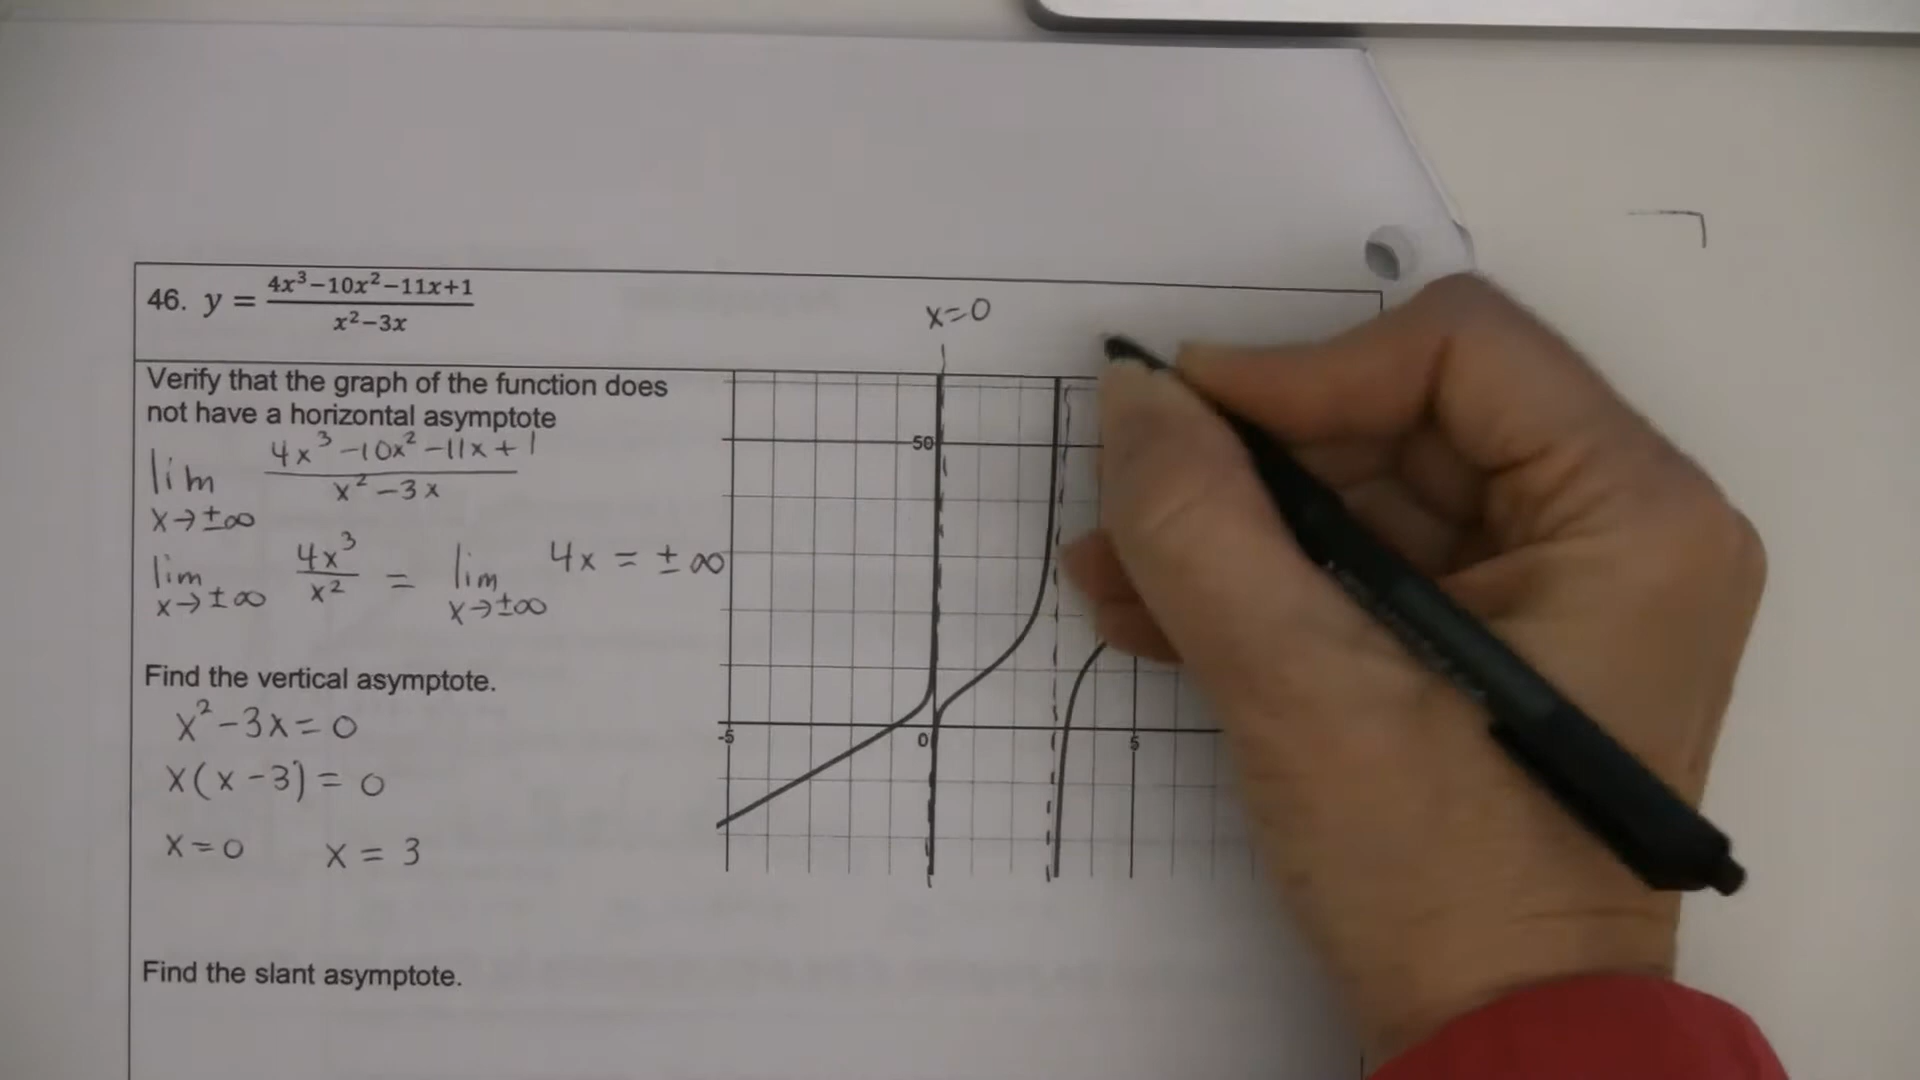 46. y = 4x³−10x²−11x+1
x²−3x
x=0
Verify that the graph of the function does
not have a horizontal asymptote
lim 4x³ −10x² −11x + 1
x→±∞ x² −3x
lim 4x³/x² = lim 4x = ±∞
x→±∞ x→±∞
Find the vertical asymptote.
x² −3x = 0
x(x −3) = 0
x=0 x = 3
Find the slant asymptote.
50
-5 0 5